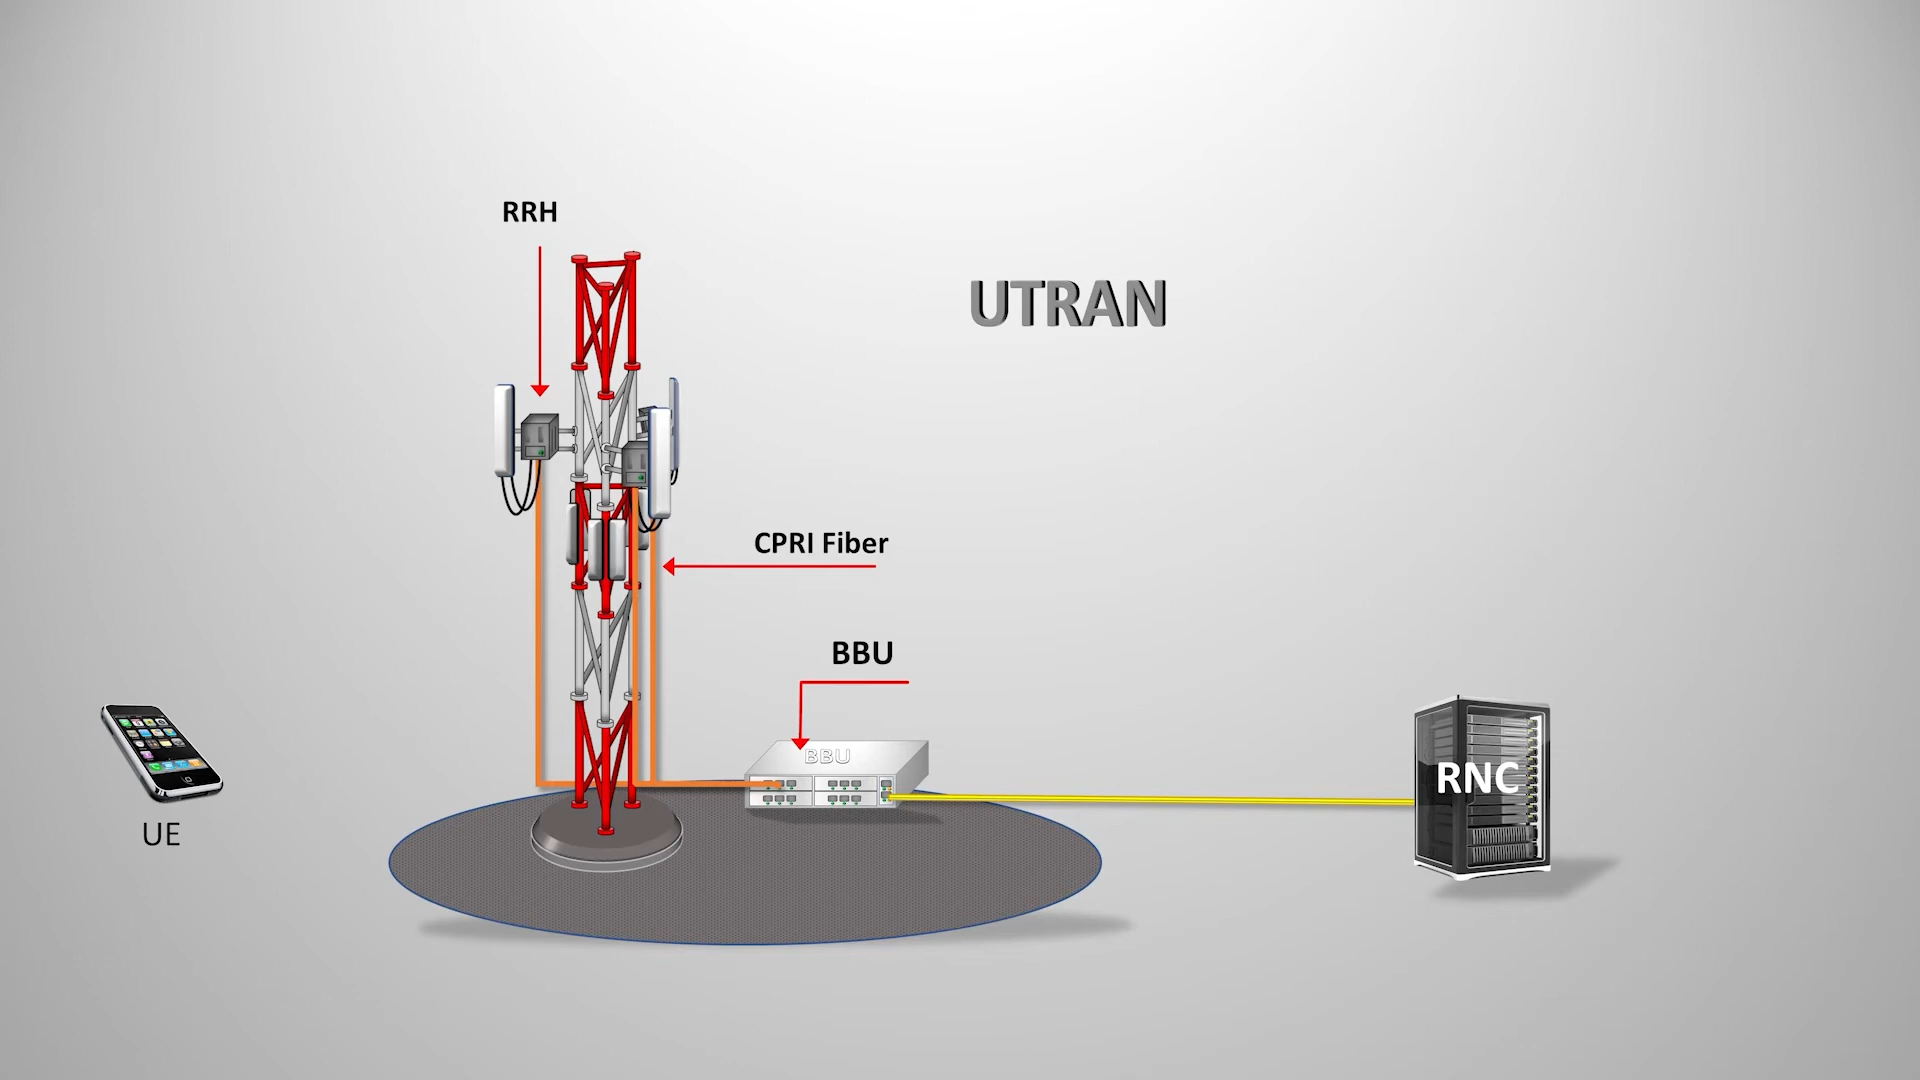 RRH
UTRAN
CPRI Fiber
BBU
BBU
RNC
UE